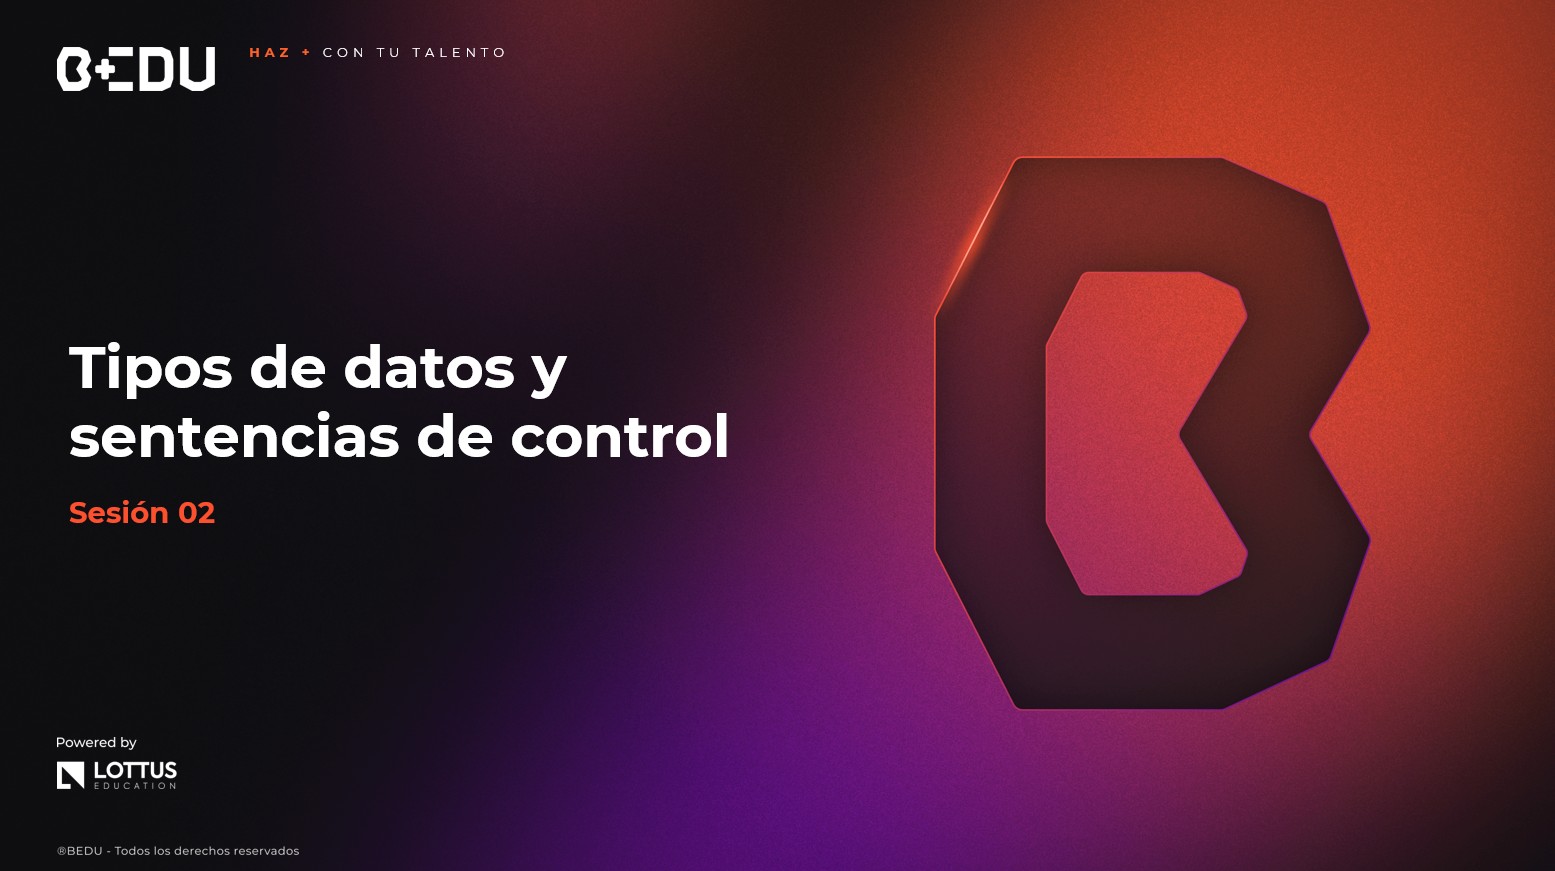 B+EDU
HAZ + CON TU TALENTO
Tipos de datos y
sentencias de control
Sesión 02
Powered by
LOTTUS
EDUCATION
®BEDU - Todos los derechos reservados